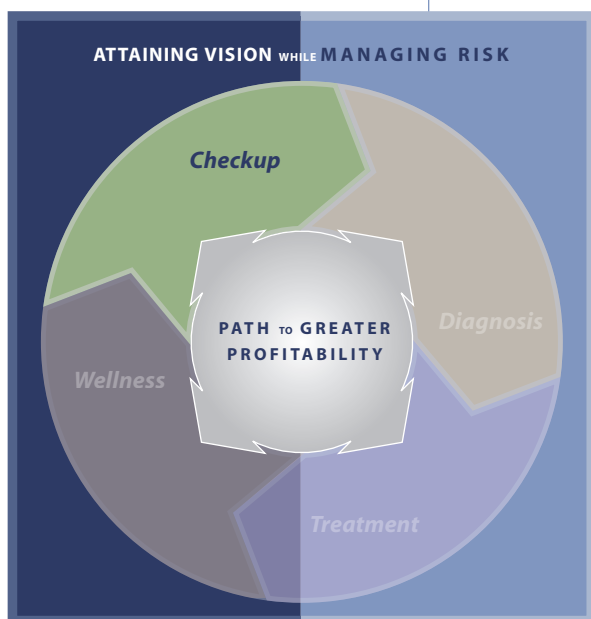 ATTAINING VISION WHILE MANAGING RISK
Checkup
Diagnosis
PATH TO GREATER
PROFITABILITY
Wellness
Treatment